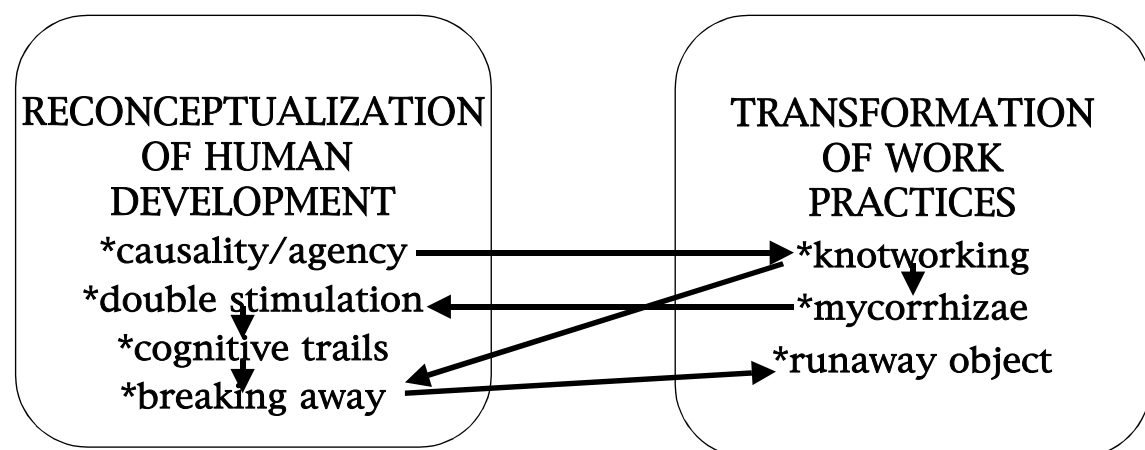 RECONCEPTUALIZATION
OF HUMAN
DEVELOPMENT
*causality/agency
*double stimulation
*cognitive trails
*breaking away
TRANSFORMATION
OF WORK
PRACTICES
*knotworking
*mycorrhizae
*runaway object